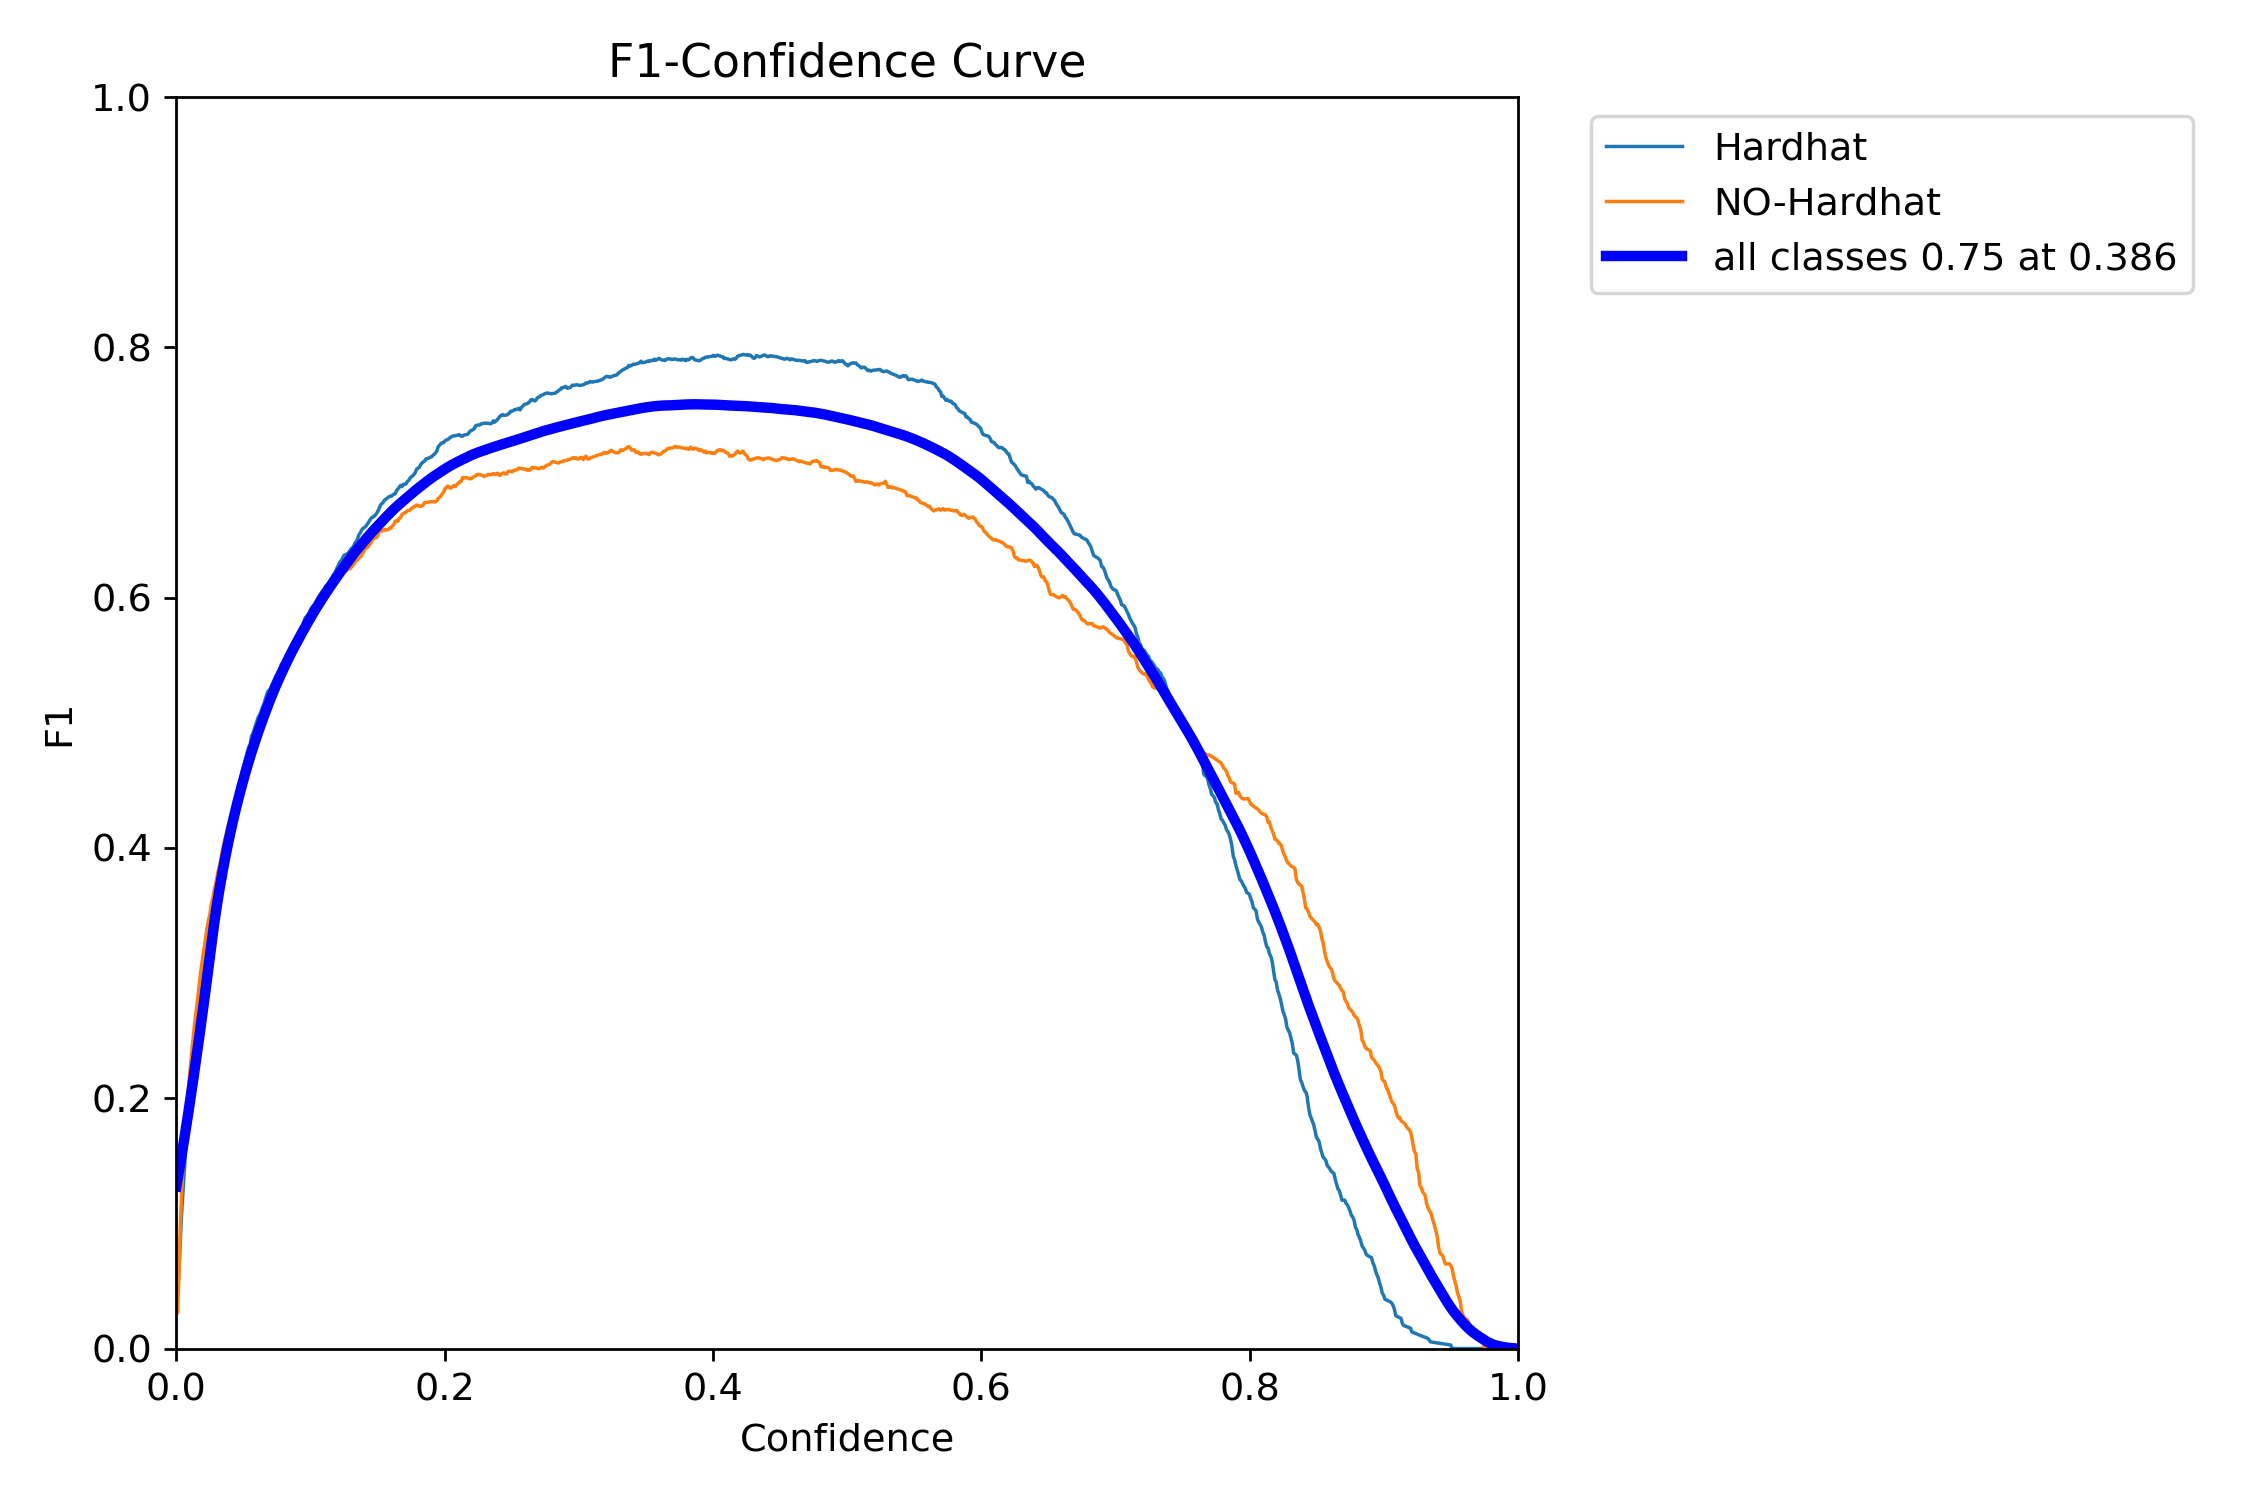 F1-Confidence Curve
1.0
0.8
0.6
0.4
0.2
0.0
F1
0.0 0.2 0.4 0.6 0.8 1.0
Confidence
Hardhat
NO-Hardhat
all classes 0.75 at 0.386